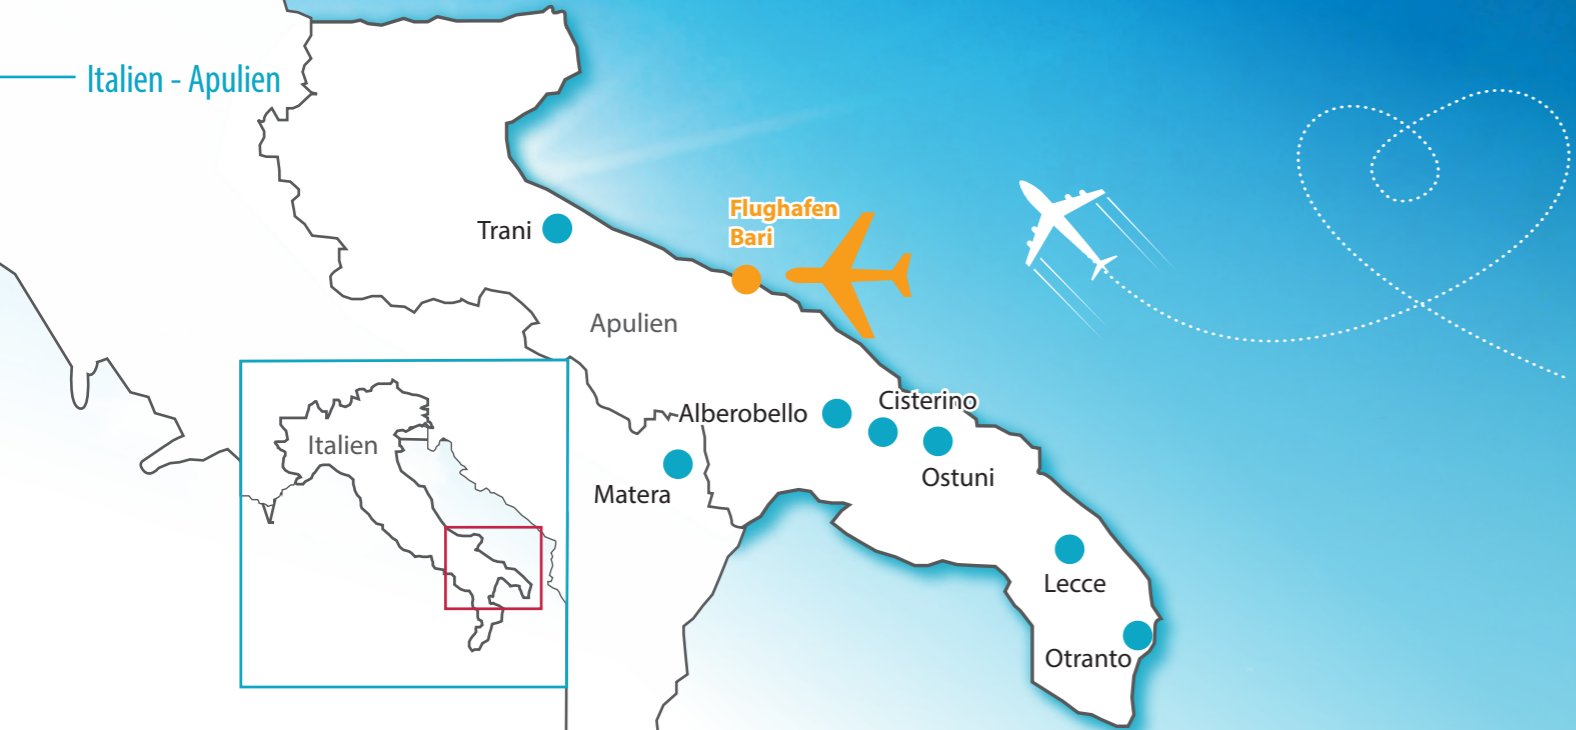 Italien - Apulien
Flughafen
Bari
Trani
Apulien
Cisterino
Alberobello
Italien
Ostuni
Matera
Lecce
Otranto